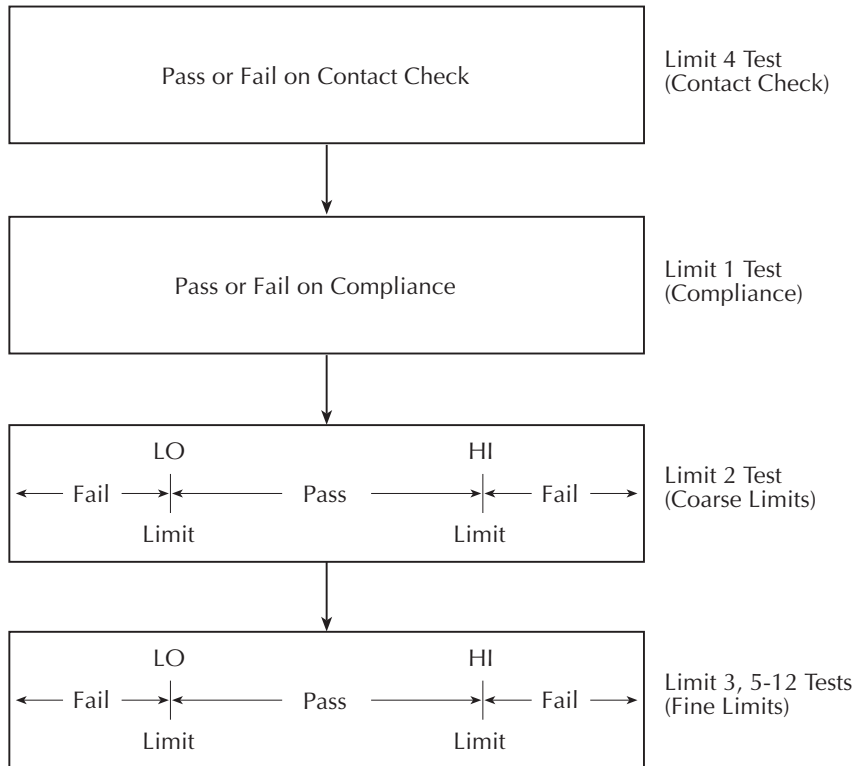 Pass or Fail on Contact Check
Limit 4 Test
(Contact Check)
Pass or Fail on Compliance
Limit 1 Test
(Compliance)
LO HI
Fail Pass Fail
Limit Limit
Limit 2 Test
(Coarse Limits)
LO HI
Fail Pass Fail
Limit Limit
Limit 3, 5-12 Tests
(Fine Limits)